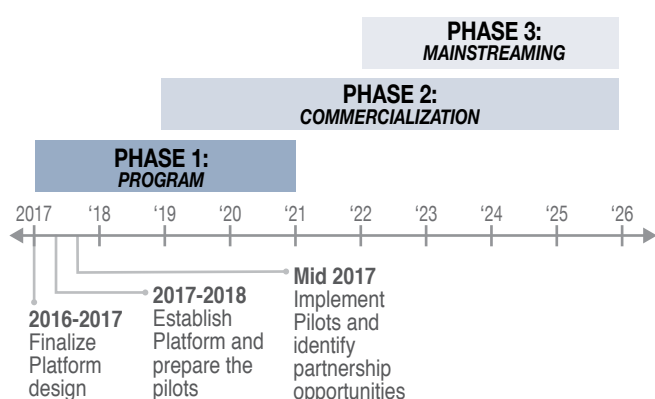 PHASE 3:
MAINSTREAMING
PHASE 2:
COMMERCIALIZATION
PHASE 1:
PROGRAM
2017 ‘18 ‘19 ‘20 ‘21 ‘22 ‘23 ‘24 ‘25 ‘26
2016-2017
Finalize
Platform
design
2017-2018
Establish
Platform and
prepare the
pilots
Mid 2017
Implement
Pilots and
identify
partnership
opportunities